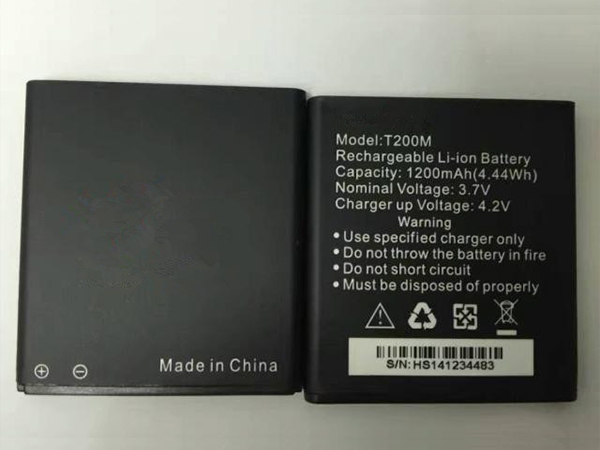 Made in China
Model:T200M
Rechargeable Li-ion Battery
Capacity: 1200mAh(4.44Wh)
Nominal Voltage: 3.7V
Charger up Voltage: 4.2V
Warning
• Use specified charger only
• Do not throw the battery in fire
• Do not short circuit
• Must be disposed of properly
S/N: HS141234483